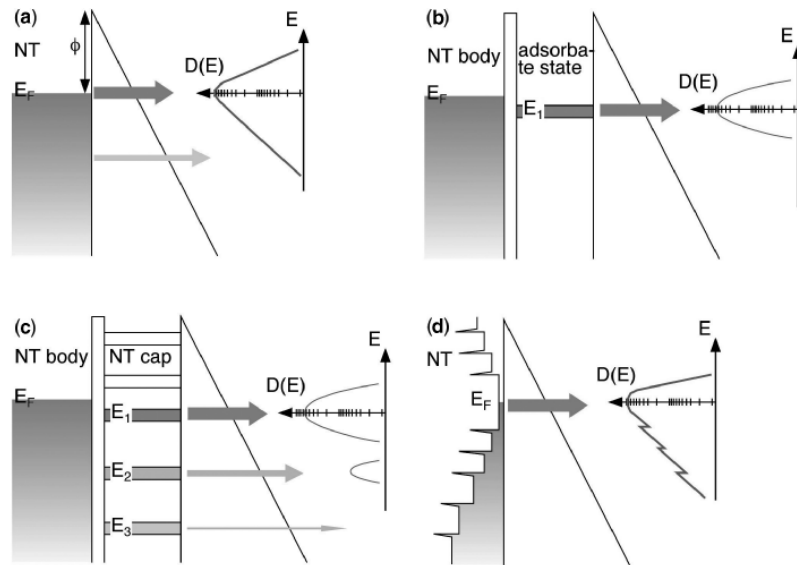 (a)
NT
ϕ
E_F
D(E)
E
(b)
NT body
adsorba-
te state
E_F
E_1
D(E)
E
(c)
NT body
NT cap
E_F
E_1
E_2
E_3
D(E)
E
(d)
NT
E_F
D(E)
E